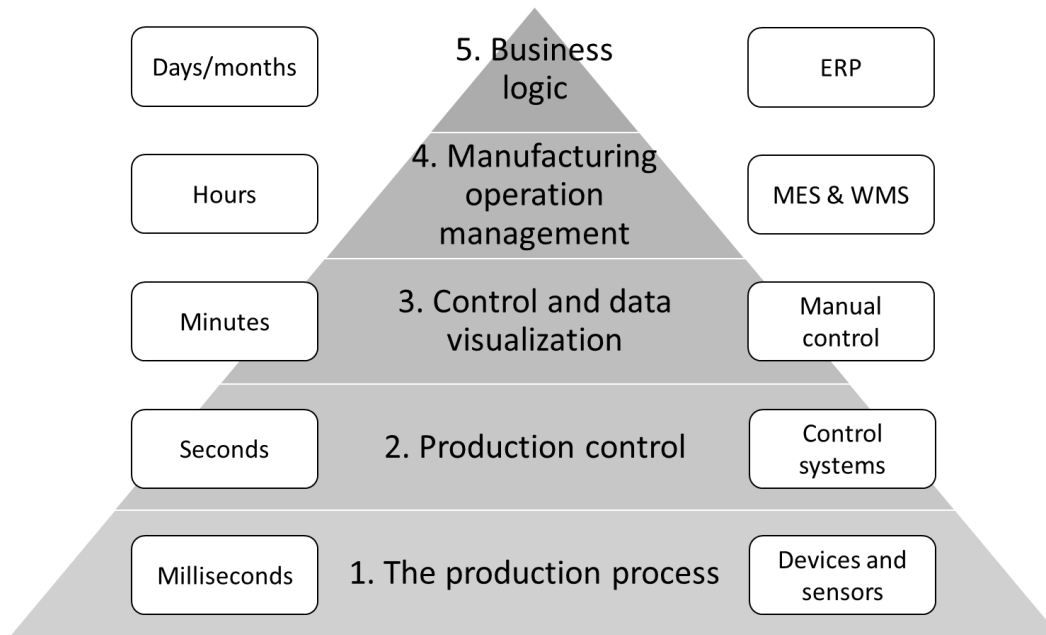 Days/months
5. Business
logic
ERP
Hours
4. Manufacturing
operation
management
MES & WMS
Minutes
3. Control and data
visualization
Manual
control
Seconds
2. Production control
Control
systems
Milliseconds
1. The production process
Devices and
sensors